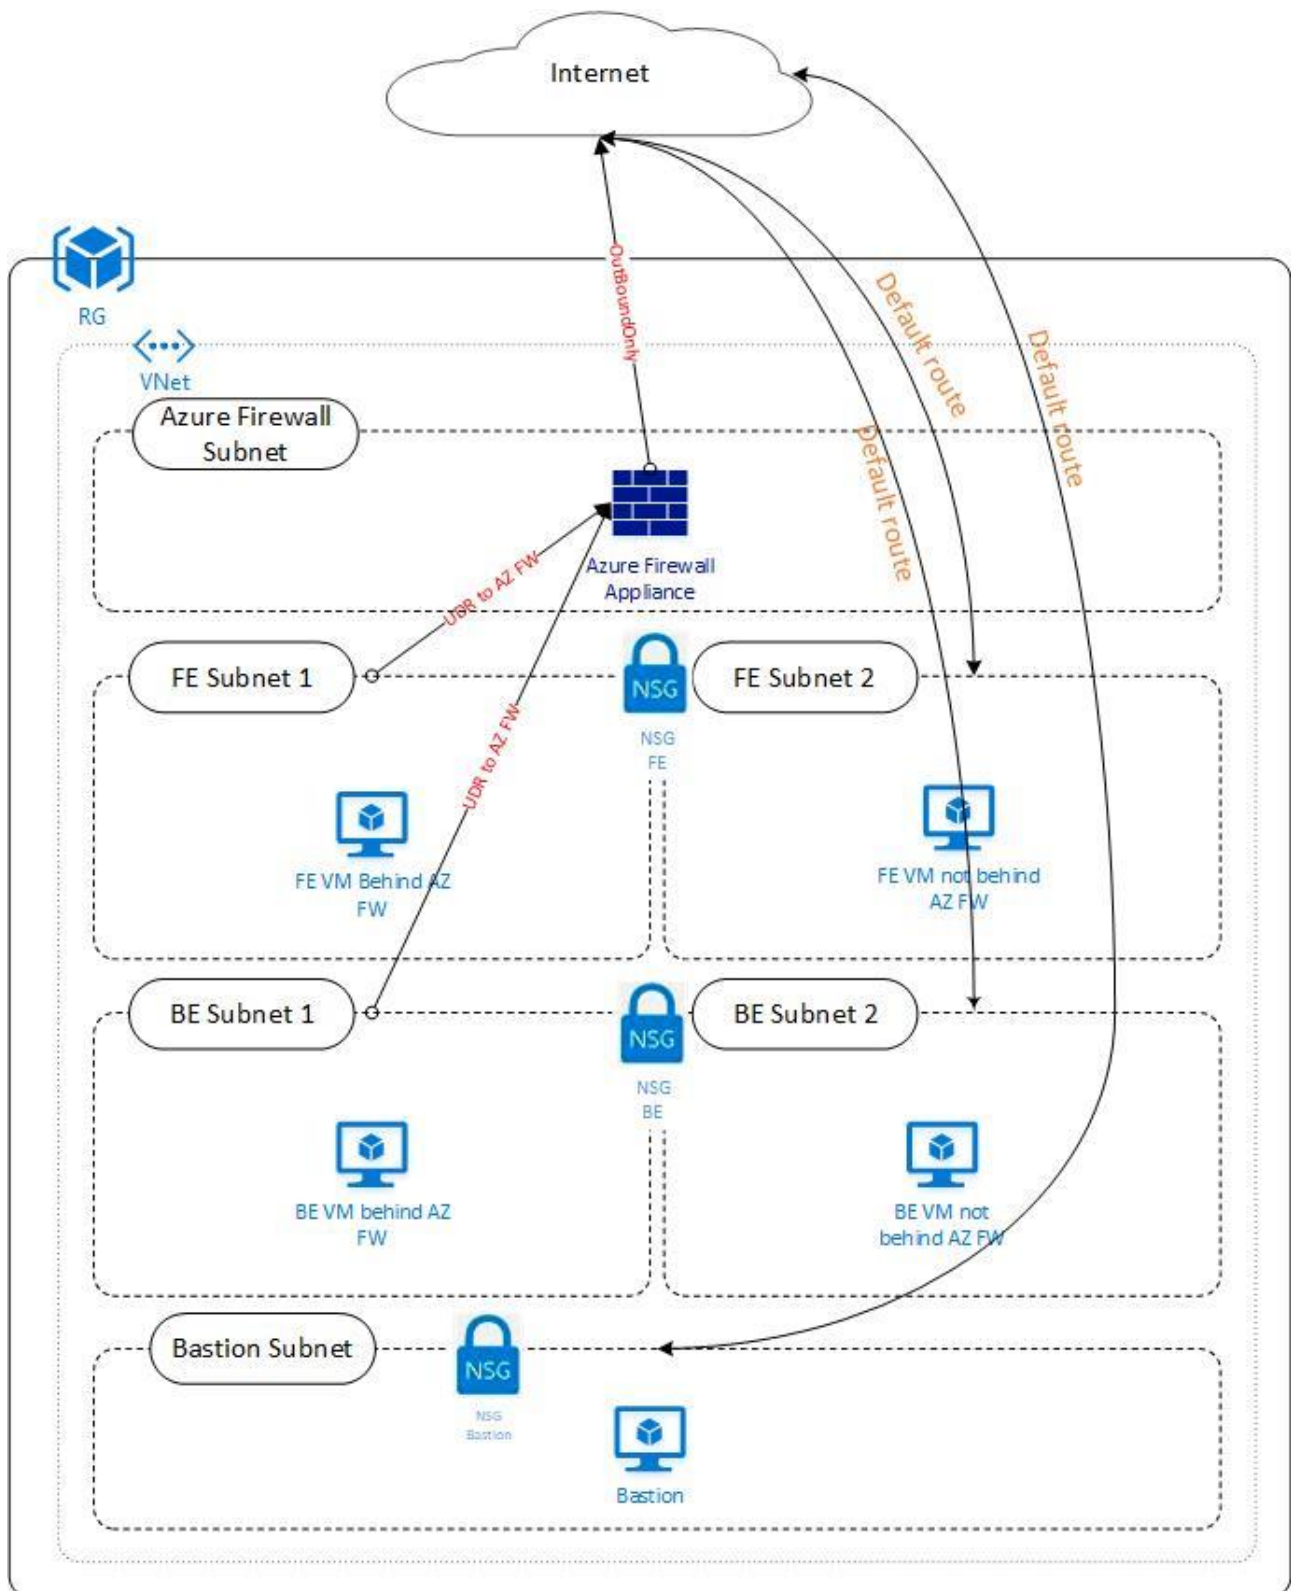 Internet
OutBoundOnly
Default route
Default route
Default route
RG
VNet
Azure Firewall
Subnet
Azure Firewall
Appliance
UDR to AZ FW
UDR to AZ FW
FE Subnet 1
NSG
NSG
FE
FE Subnet 2
FE VM Behind AZ
FW
FE VM not behind
AZ FW
BE Subnet 1
NSG
NSG
BE
BE Subnet 2
BE VM behind AZ
FW
BE VM not
behind AZ FW
Bastion Subnet
NSG
NSG
Bastion
Bastion